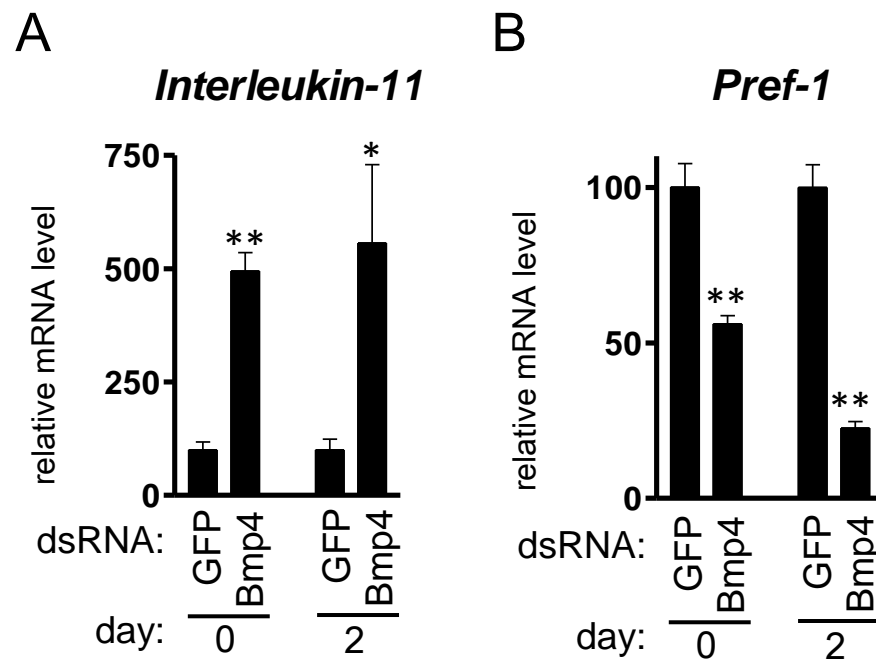 A
Interleukin-11
relative mRNA level
750
500
250
0
**
*
dsRNA:
GFP
Bmp4
GFP
Bmp4
day:
0
2
B
Pref-1
relative mRNA level
100
50
0
**
**
dsRNA:
GFP
Bmp4
GFP
Bmp4
day:
0
2